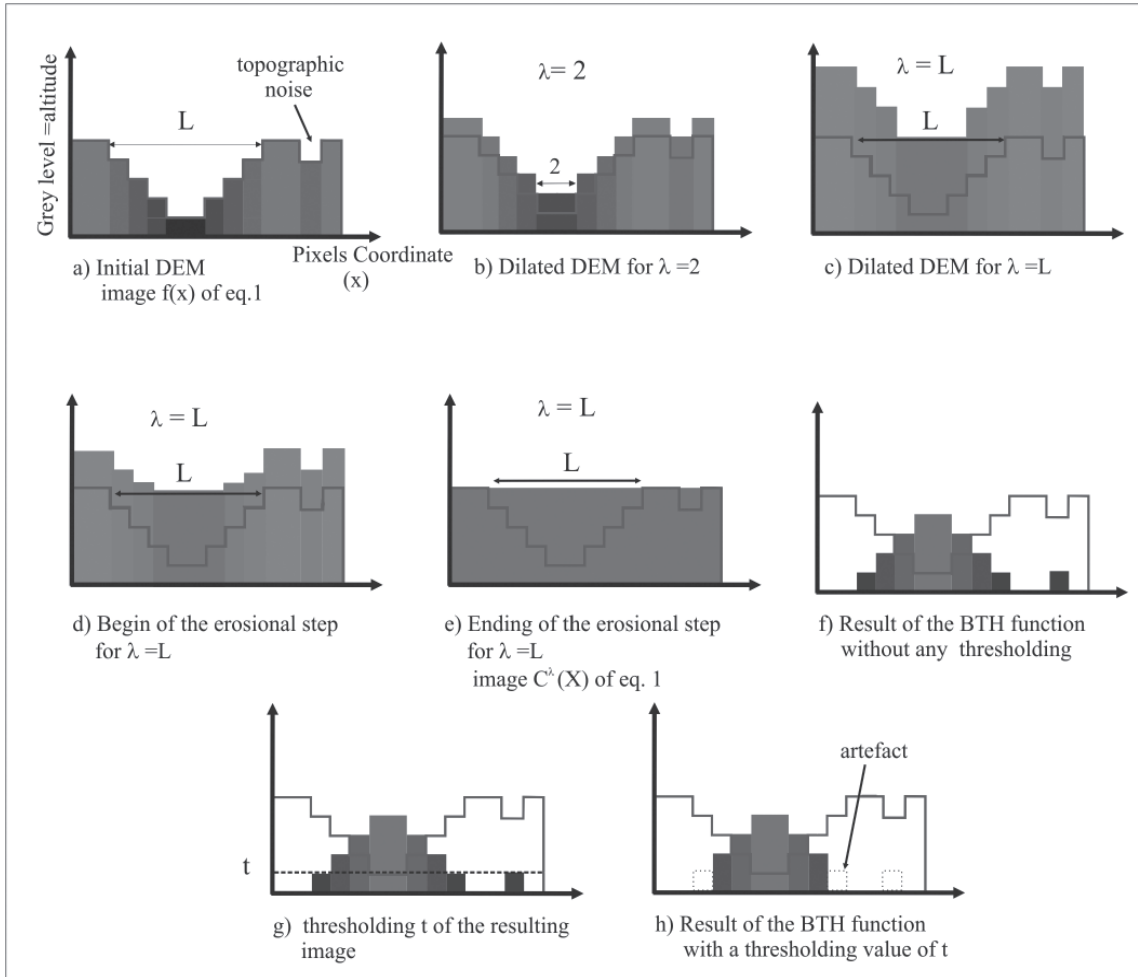 Grey level =altitude
L
topographic
noise
Pixels Coordinate
(x)
a) Initial DEM
image f(x) of eq.1
λ= 2
2
b) Dilated DEM for λ =2
λ = L
L
c) Dilated DEM for λ =L
λ = L
L
d) Begin of the erosional step
for λ =L
λ = L
L
e) Ending of the erosional step
for λ =L
image C^λ(X) of eq. 1
f) Result of the BTH function
without any thresholding
t
g) thresholding t of the resulting
image
artefact
h) Result of the BTH function
with a thresholding value of t